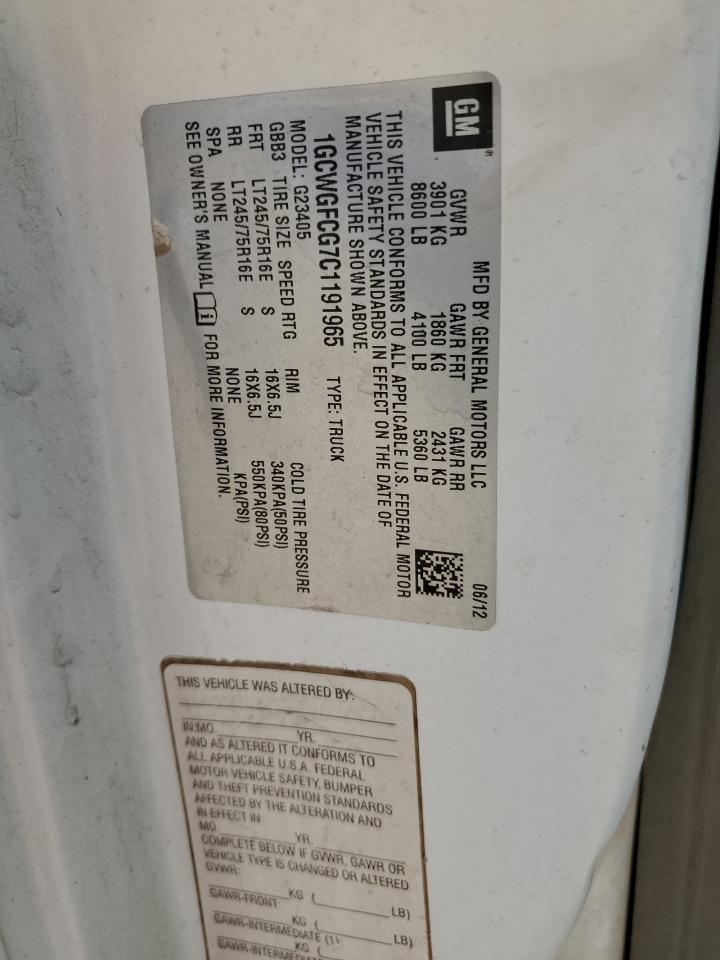 GM
MFD BY GENERAL MOTORS LLC 06/12
GVWR GAWR FRT GAWR RR
3901 KG 1860 KG 2431 KG
8600 LB 4100 LB 5360 LB
THIS VEHICLE CONFORMS TO ALL APPLICABLE U.S. FEDERAL MOTOR
VEHICLE SAFETY STANDARDS IN EFFECT ON THE DATE OF
MANUFACTURE SHOWN ABOVE.
1GCWGFCG7C1191965 TYPE: TRUCK
MODEL: G23405
GBB3 TIRE SIZE SPEED RTG RIM COLD TIRE PRESSURE
FRT LT245/75R16E S 16X6.5J 340KPA(50PSI)
RR LT245/75R16E S 16X6.5J 550KPA(80PSI)
SPA NONE NONE KPA(PSI)
SEE OWNER'S MANUAL FOR MORE INFORMATION.
THIS VEHICLE WAS ALTERED BY:
IN:MO. YR.
AND AS ALTERED IT CONFORMS TO
ALL APPLICABLE U.S.A. FEDERAL
MOTOR VEHICLE SAFETY, BUMPER
AND THEFT PREVENTION STANDARDS
AFFECTED BY THE ALTERATION AND
IN EFFECT IN
MO. YR.
COMPLETE BELOW IF GVWR, GAWR OR
VEHICLE TYPE IS CHANGED OR ALTERED
GVWR:
KG ( LB)
GAWR-FRONT:
KG ( LB)
GAWR-INTERMEDIATE (1):
KG (
GAWR-INTERMEDIATE